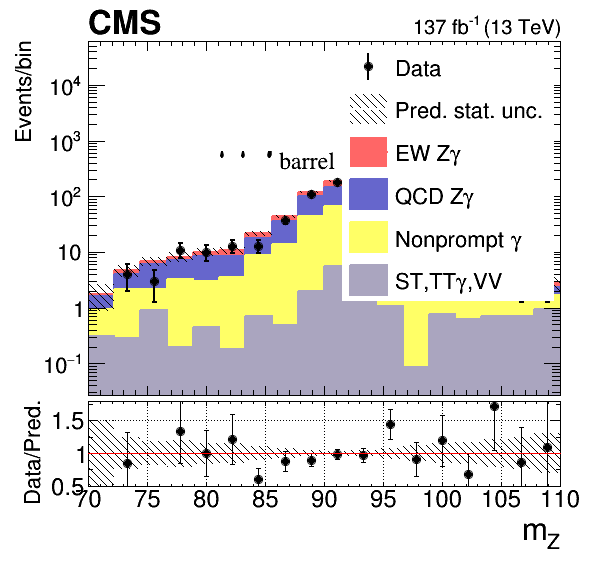 CMS
137 fb⁻¹ (13 TeV)
Events/bin
10⁴
10³
10²
10
1
10⁻¹
Data
Pred. stat. unc.
EW Zγ
QCD Zγ
Nonprompt γ
ST,TTγ,VV
barrel
Data/Pred.
1.5
1
0.5
70 75 80 85 90 95 100 105 110
m_Z